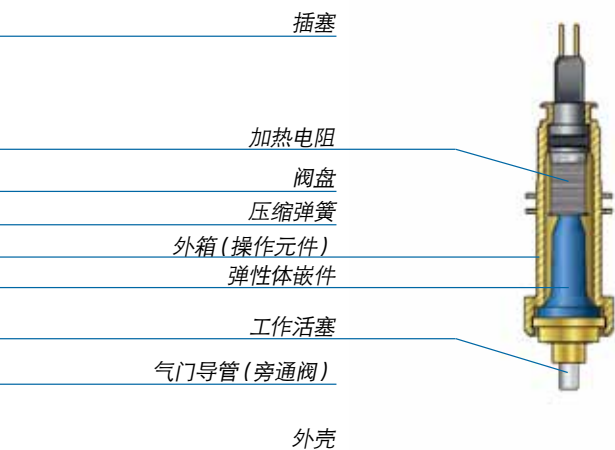 插塞
加热电阻
阀盘
压缩弹簧
外箱(操作元件)
弹性体嵌件
工作活塞
气门导管(旁通阀)
外壳